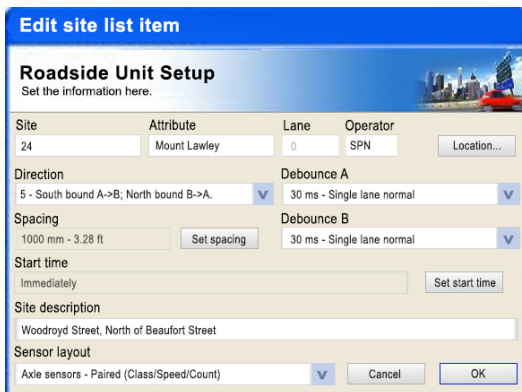 Edit site list item
Roadside Unit Setup
Set the information here.
Site Attribute Lane Operator
24 Mount Lawley 0 SPN Location...
Direction Debounce A
5 - South bound A->B; North bound B->A. V 30 ms - Single lane normal V
Spacing Debounce B
1000 mm - 3.28 ft Set spacing 30 ms - Single lane normal V
Start time
Immediately Set start time
Site description
Woodroyd Street, North of Beaufort Street
Sensor layout
Axle sensors - Paired (Class/Speed/Count) V Cancel OK